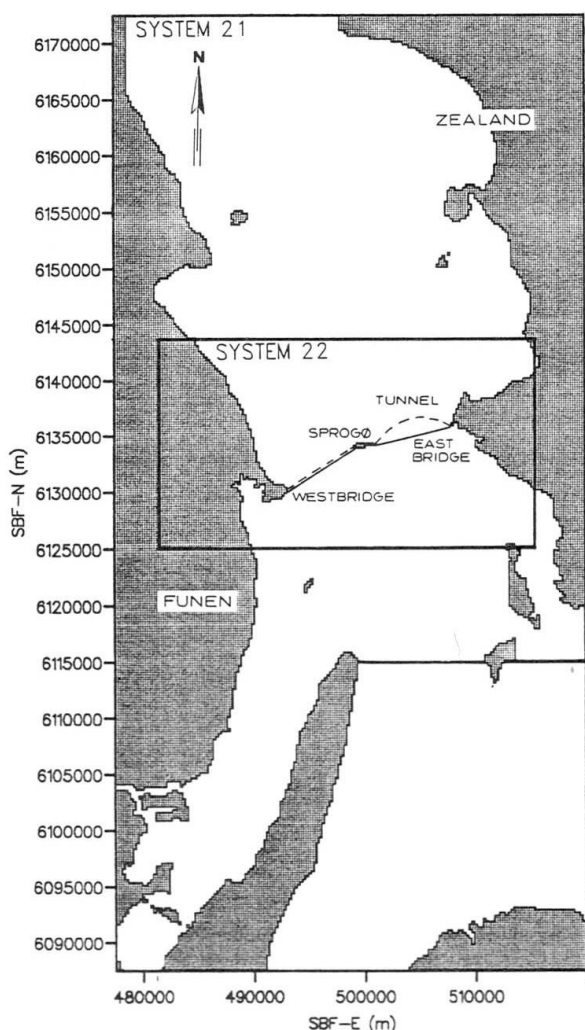 SYSTEM 21
N
ZEALAND
SYSTEM 22
TUNNEL
SPROGØ
EAST
BRIDGE
WESTBRIDGE
FUNEN
6170000
6165000
6160000
6155000
6150000
6145000
6140000
6135000
6130000
6125000
6120000
6115000
6110000
6105000
6100000
6095000
6090000
SBF-N (m)
480000
490000
500000
510000
SBF-E (m)